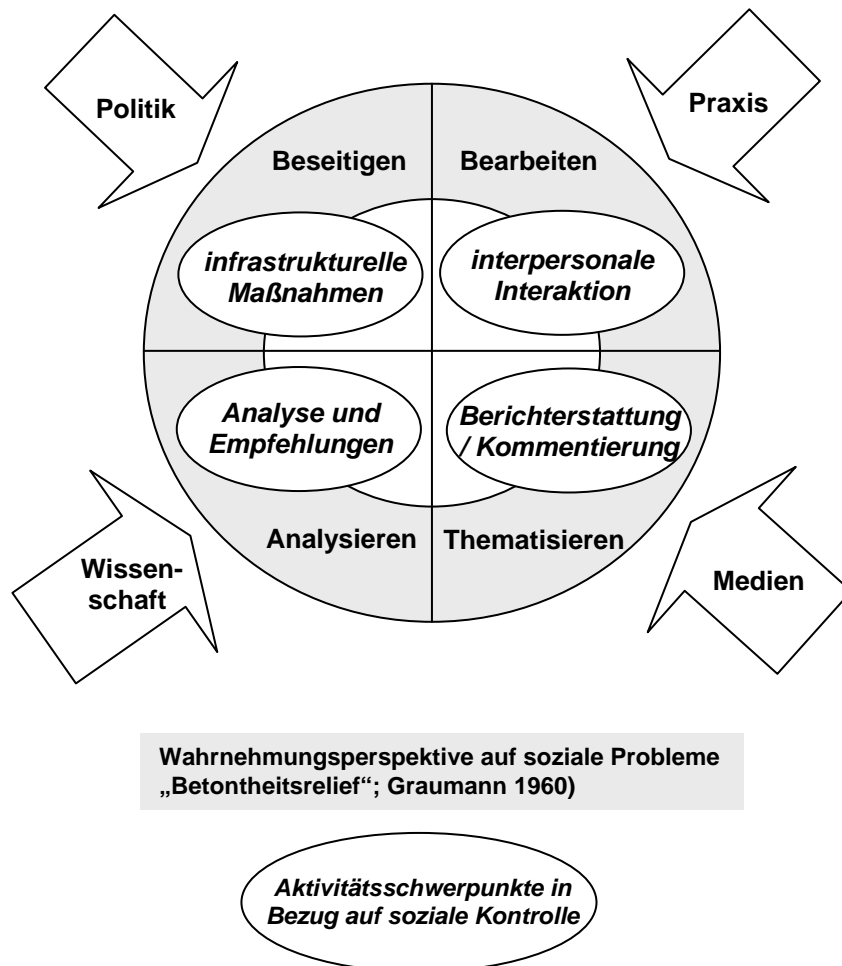 Politik
Praxis
Beseitigen
Bearbeiten
infrastrukturelle
Maßnahmen
interpersonale
Interaktion
Analyse und
Empfehlungen
Berichterstattung
/ Kommentierung
Analysieren
Thematisieren
Wissen-
schaft
Medien
Wahrnehmungsperspektive auf soziale Probleme
„Betontheitsrelief“; Graumann 1960)
Aktivitätsschwerpunkte in
Bezug auf soziale Kontrolle